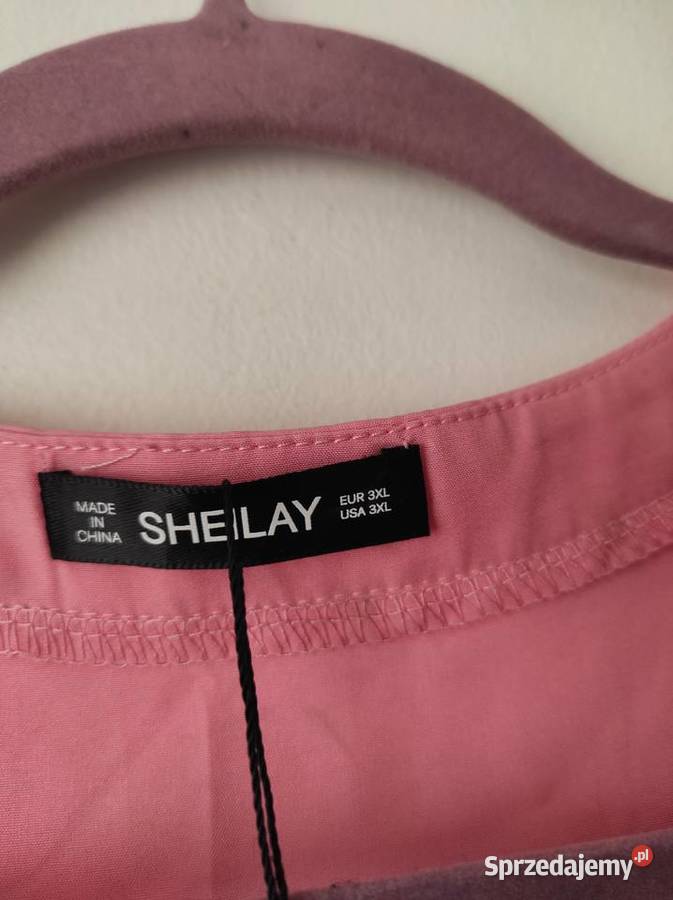 MADE
IN
CHINA
SHEILAY
EUR 3XL
USA 3XL
Sprzedajemy.pl